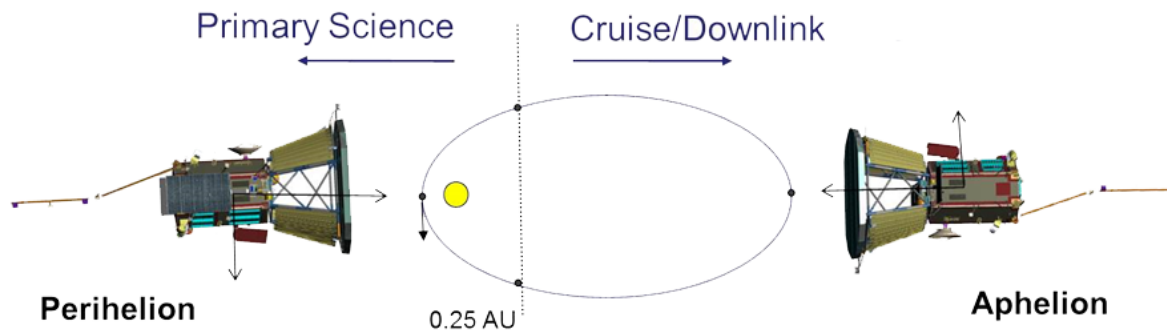 Primary Science
Cruise/Downlink
Perihelion
0.25 AU
Aphelion